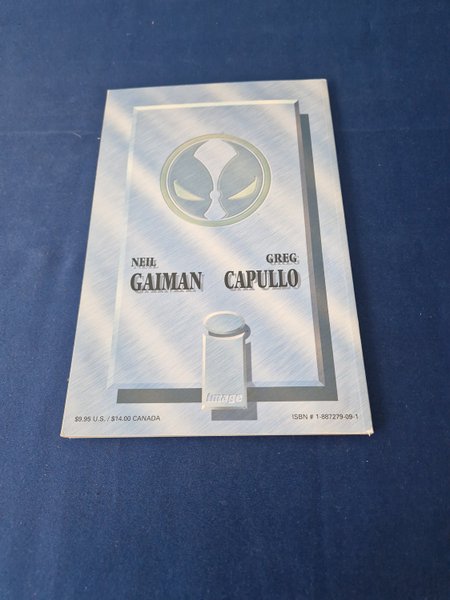 NEIL
GAIMAN
GREG
CAPULLO
image
$9.95 U.S. / $14.00 CANADA
ISBN # 1-887279-09-1